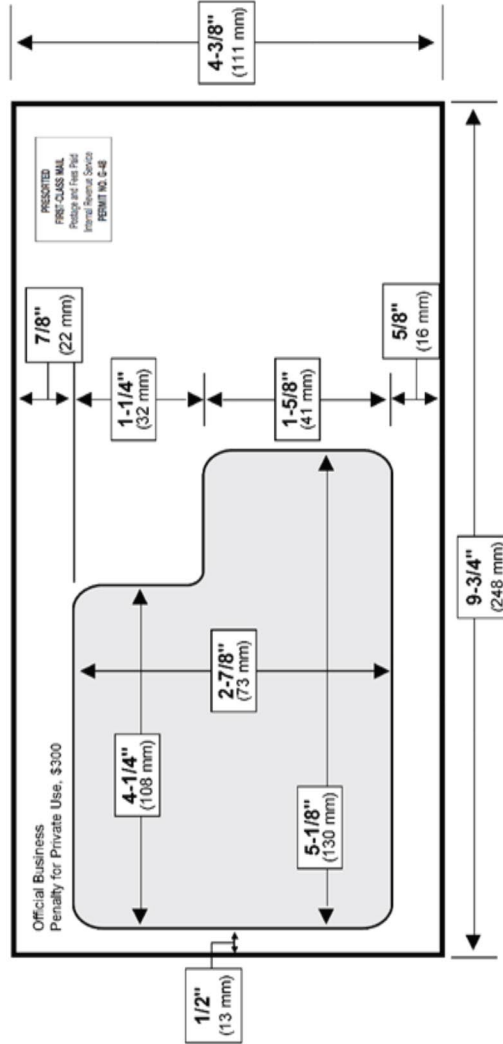 Official Business
Penalty for Private Use, $300
PRESORTED
FIRST-CLASS MAIL
Postage and Fees Paid
Internal Revenue Service
PERMIT NO. G-48
7/8"
(22 mm)
4-3/8"
(111 mm)
4-1/4"
(108 mm)
1-1/4"
(32 mm)
1/2"
(13 mm)
2-7/8"
(73 mm)
1-5/8"
(41 mm)
5-1/8"
(130 mm)
5/8"
(16 mm)
9-3/4"
(248 mm)